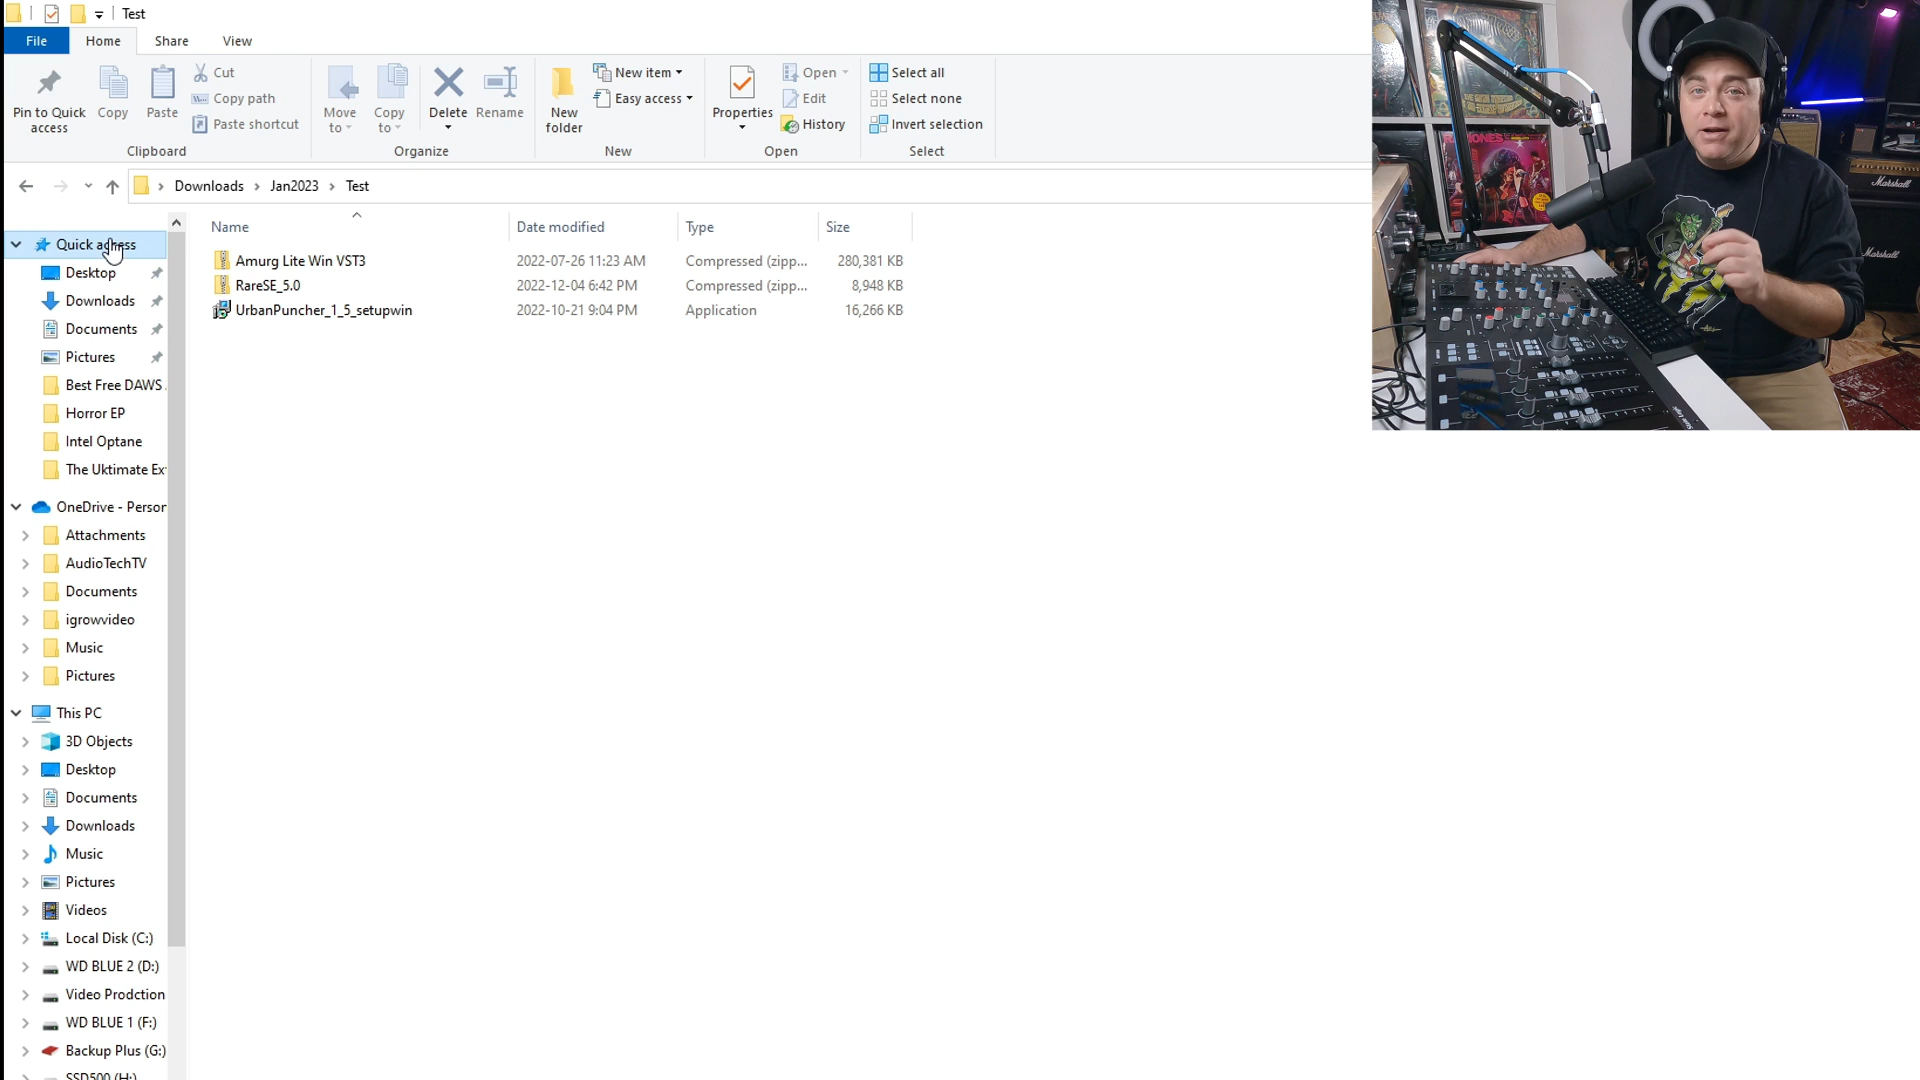 Test
File Home Share View
Pin to Quick access
Copy
Paste
Cut
Copy path
Paste shortcut
Clipboard
Move to
Copy to
Delete
Rename
Organize
New folder
New item
Easy access
New
Properties
Open
Edit
History
Open
Select all
Select none
Invert selection
Select
Downloads > Jan2023 > Test
Name Date modified Type Size
Amurg Lite Win VST3 2022-07-26 11:23 AM Compressed (zipp... 280,381 KB
RareSE_5.0 2022-12-04 6:42 PM Compressed (zipp... 8,948 KB
UrbanPuncher_1_5_setupwin 2022-10-21 9:04 PM Application 16,266 KB
Quick access
Desktop
Downloads
Documents
Pictures
Best Free DAWS
Horror EP
Intel Optane
The Uktimate Ex
OneDrive - Person
Attachments
AudioTechTV
Documents
igrowvideo
Music
Pictures
This PC
3D Objects
Desktop
Documents
Downloads
Music
Pictures
Videos
Local Disk (C:)
WD BLUE 2 (D:)
Video Prodction
WD BLUE 1 (F:)
Backup Plus (G:)
SSD500 (H:)
RAMONES
Marshall
Marshall